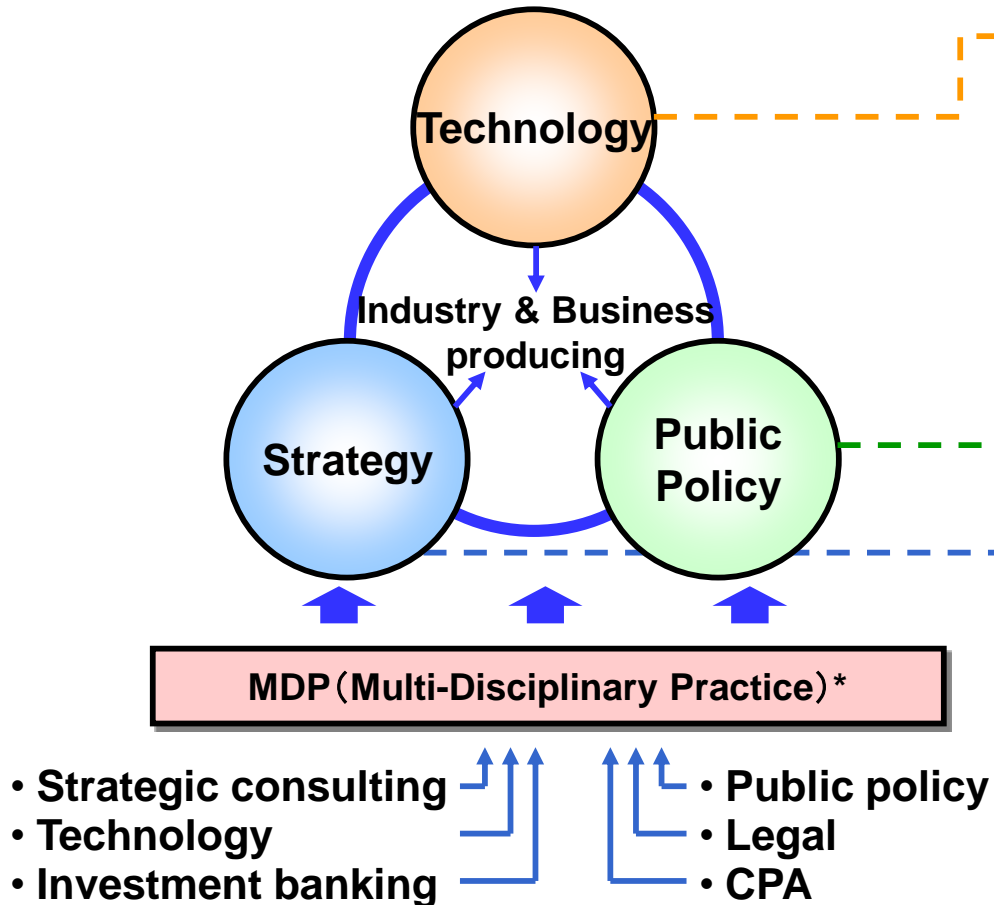 Technology
Industry & Business
producing
Strategy
Public
Policy
MDP（Multi-Disciplinary Practice）*
• Strategic consulting
• Technology
• Investment banking
• Public policy
• Legal
• CPA